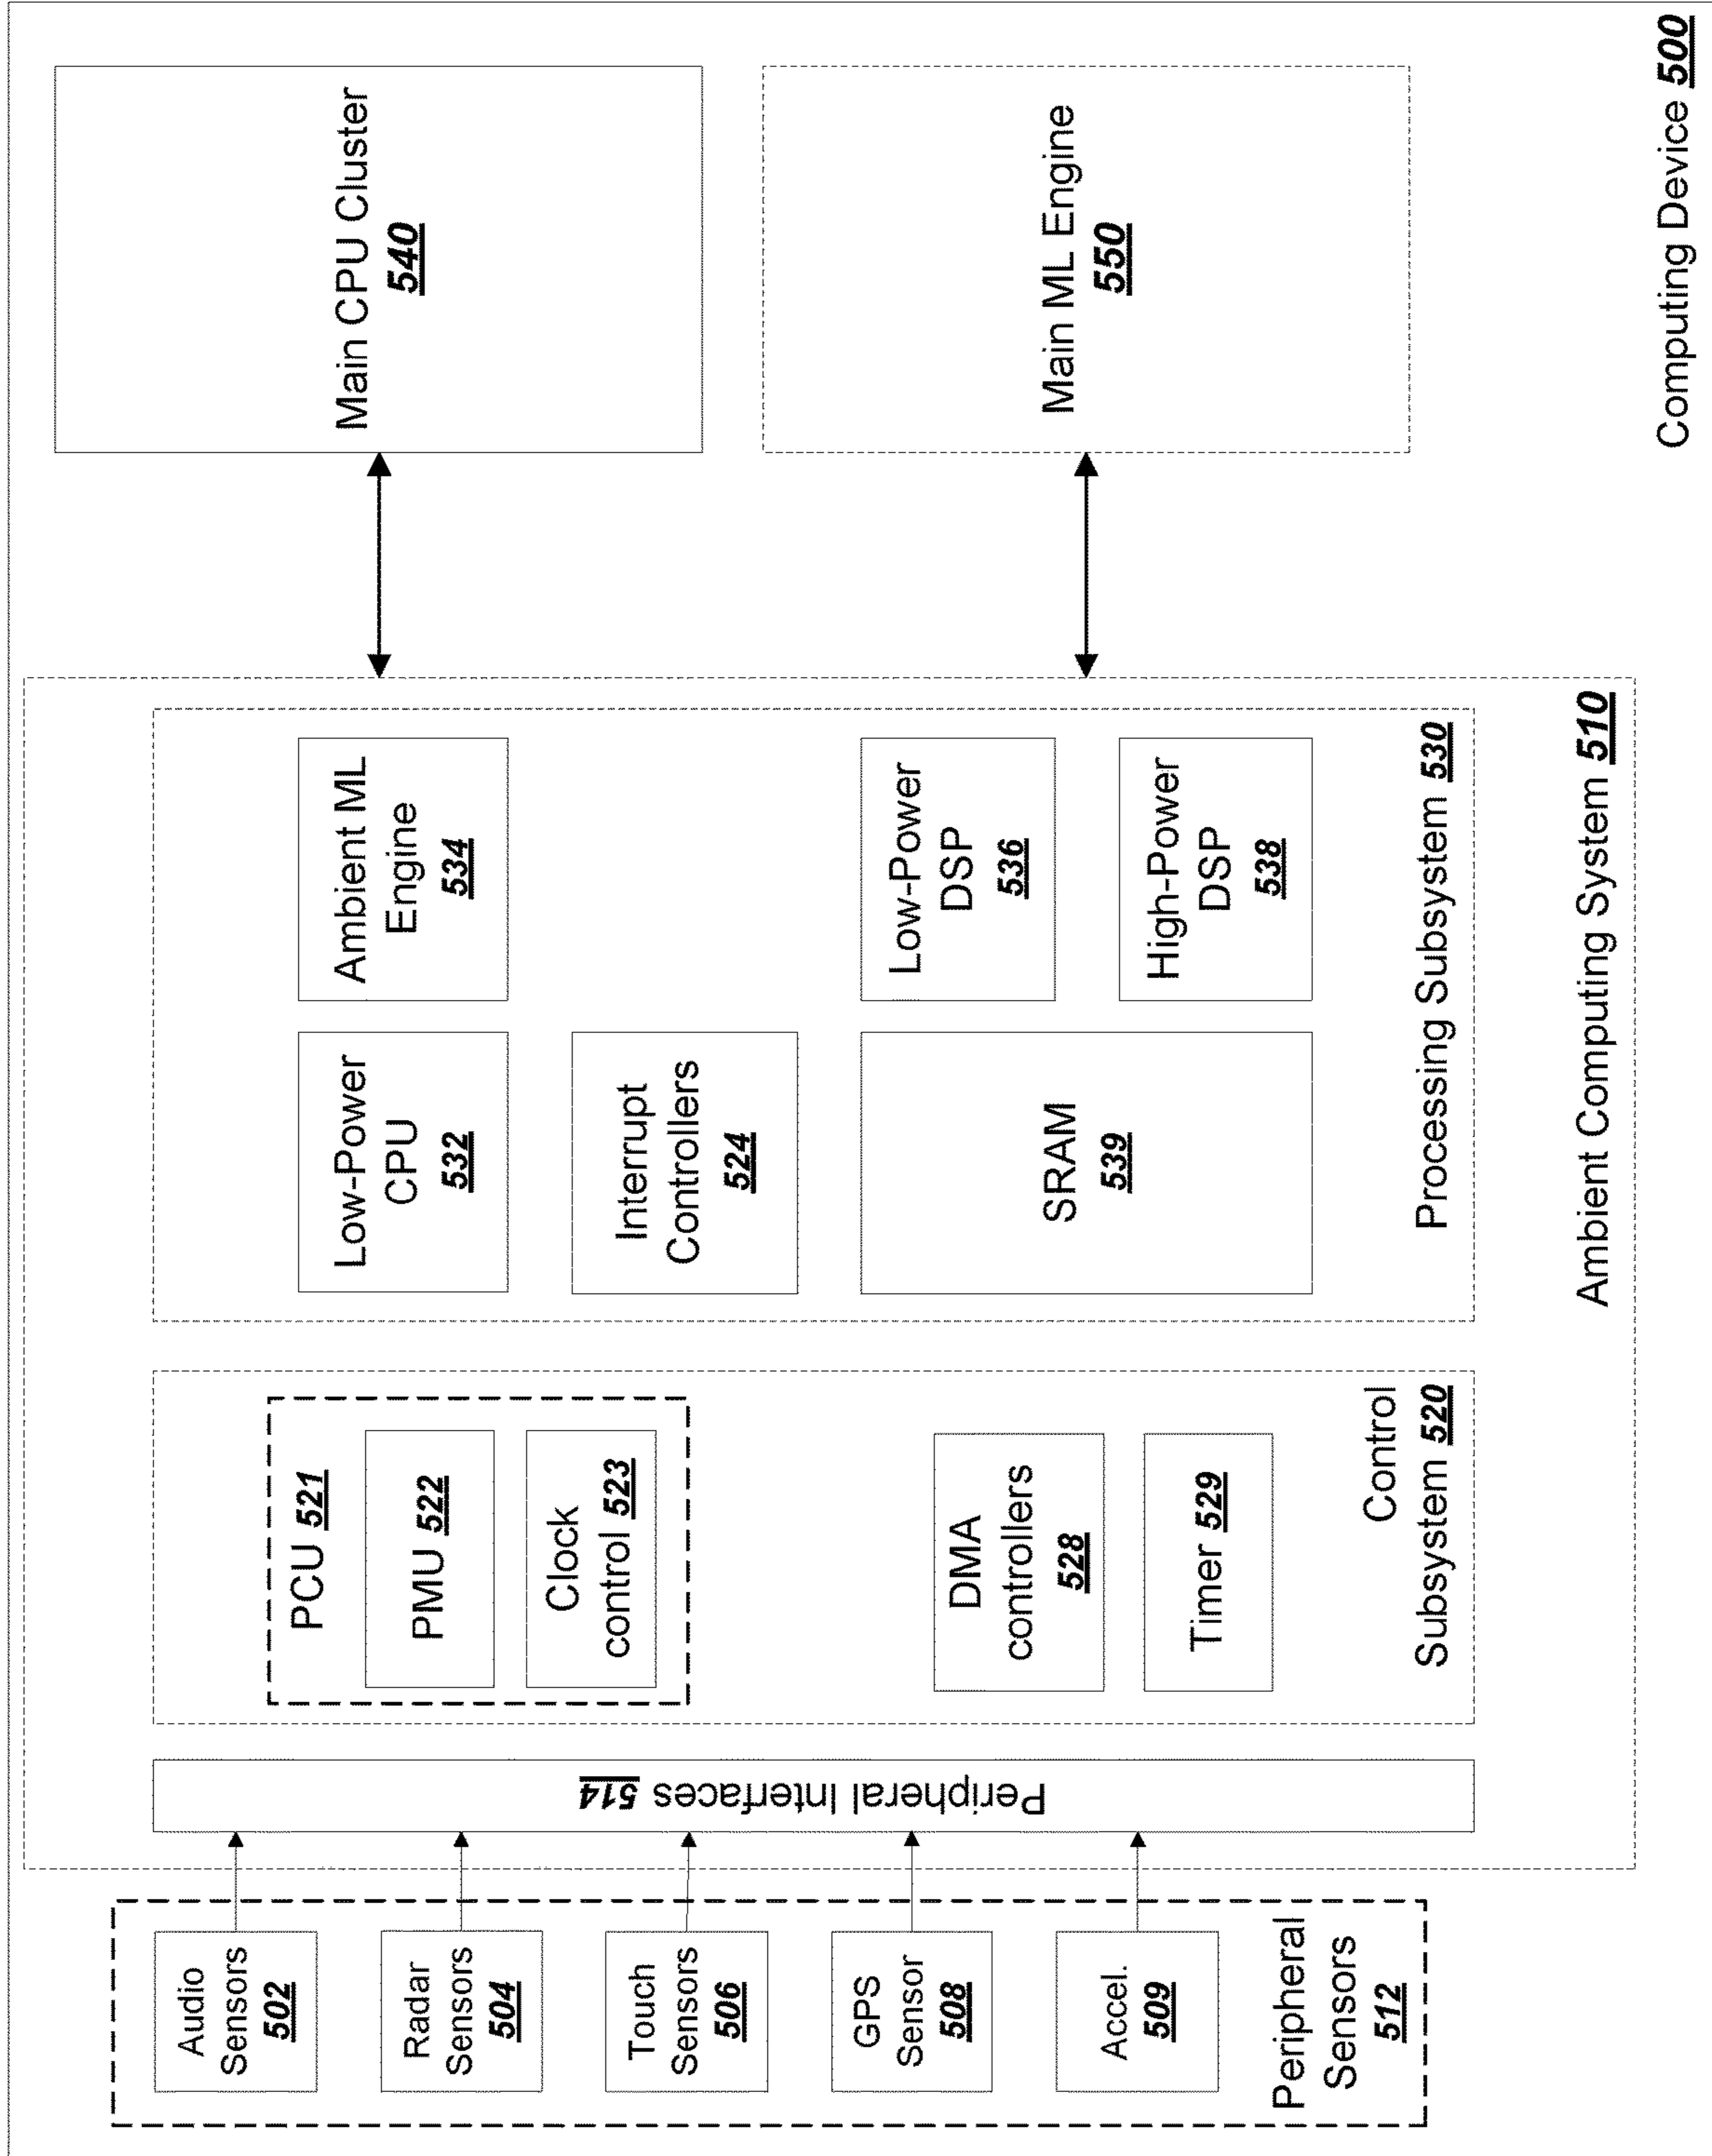 Audio
Sensors
502
Radar
Sensors
504
Touch
Sensors
506
GPS
Sensor
508
Accel.
509
Peripheral
Sensors
512
Peripheral Interfaces 514
PCU 521
PMU 522
Clock
control 523
DMA
controllers
528
Timer 529
Control
Subsystem 520
Low-Power
CPU
532
Ambient ML
Engine
534
Interrupt
Controllers
524
SRAM
539
Low-Power
DSP
536
High-Power
DSP
538
Processing Subsystem 530
Ambient Computing System 510
Main CPU Cluster
540
Main ML Engine
550
Computing Device 500